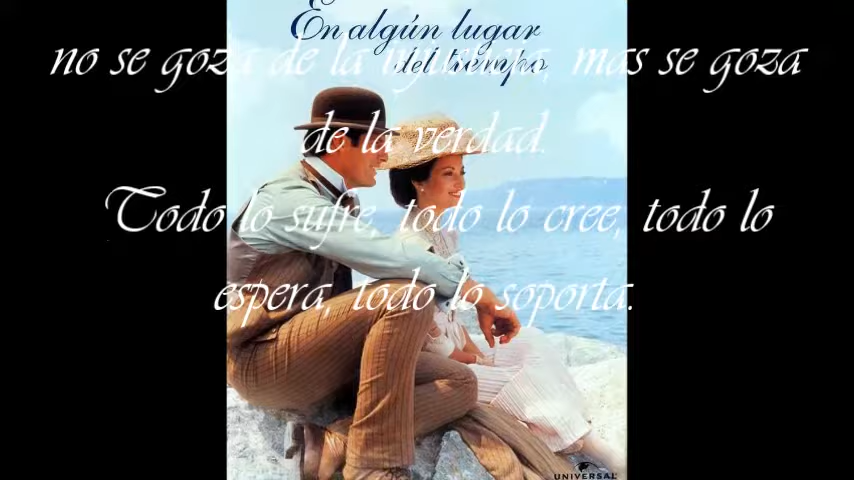 En algún lugar
del tiempo
no se goza de la injusticia, mas se goza
de la verdad.
Todo lo sufre, todo lo cree, todo lo
espera, todo lo soporta.
UNIVERSAL